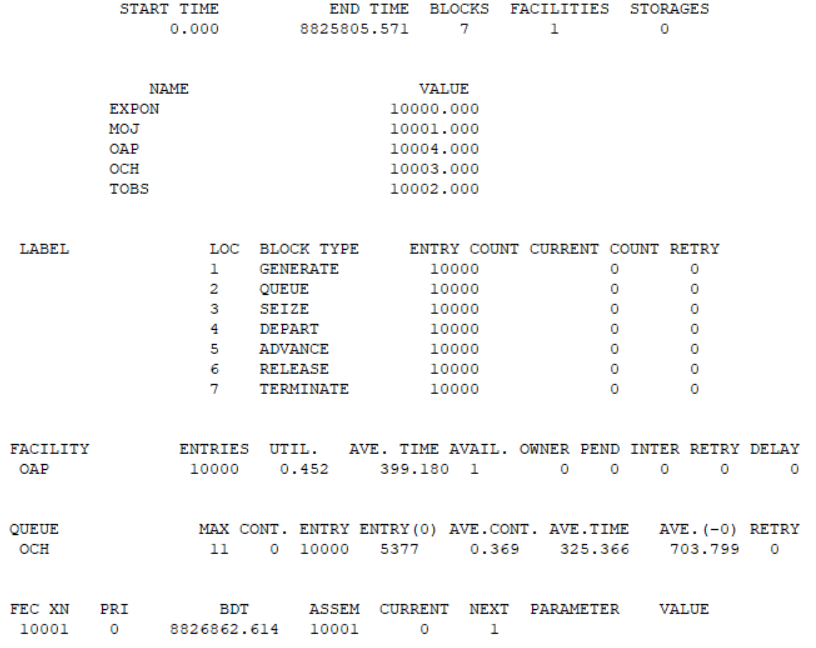 START TIME END TIME BLOCKS FACILITIES STORAGES
0.000 8825805.571 7 1 0
NAME VALUE
EXPON 10000.000
MOJ 10001.000
OAP 10004.000
OCH 10003.000
TOBS 10002.000
LABEL LOC BLOCK TYPE ENTRY COUNT CURRENT COUNT RETRY
1 GENERATE 10000 0 0
2 QUEUE 10000 0 0
3 SEIZE 10000 0 0
4 DEPART 10000 0 0
5 ADVANCE 10000 0 0
6 RELEASE 10000 0 0
7 TERMINATE 10000 0 0
FACILITY ENTRIES UTIL. AVE. TIME AVAIL. OWNER PEND INTER RETRY DELAY
OAP 10000 0.452 399.180 1 0 0 0 0 0
QUEUE MAX CONT. ENTRY ENTRY(0) AVE.CONT. AVE.TIME AVE.(-0) RETRY
OCH 11 0 10000 5377 0.369 325.366 703.799 0
FEC XN PRI BDT ASSEM CURRENT NEXT PARAMETER VALUE
10001 0 8826862.614 10001 0 1